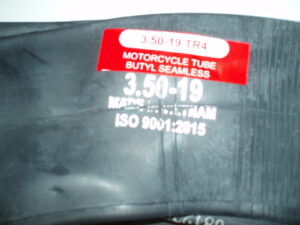 3.50-19 TR4
MOTORCYCLE TUBE
BUTYL SEAMLESS
3.50-19
MADE IN VIETNAM
ISO 9001:2015